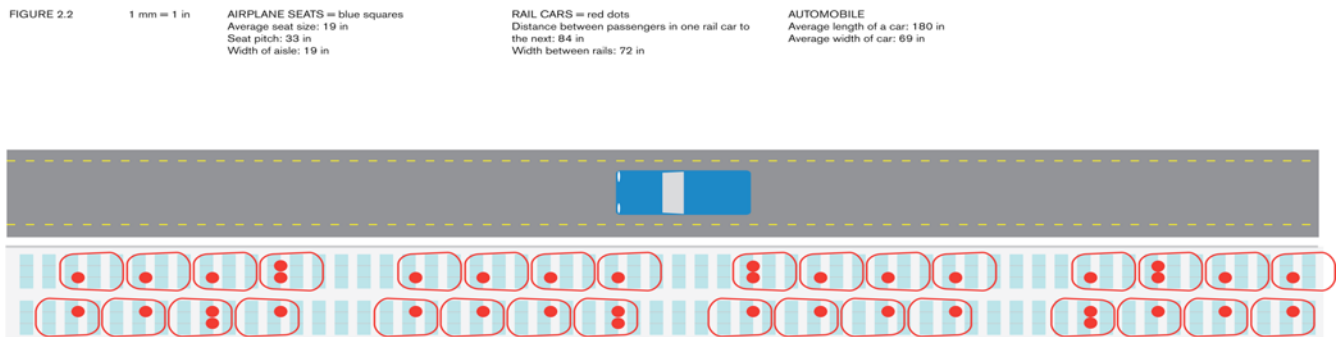 FIGURE 2.2
1 mm = 1 in
AIRPLANE SEATS = blue squares
Average seat size: 19 in
Seat pitch: 33 in
Width of aisle: 19 in
RAIL CARS = red dots
Distance between passengers in one rail car to
the next: 84 in
Width between rails: 72 in
AUTOMOBILE
Average length of a car: 180 in
Average width of car: 69 in